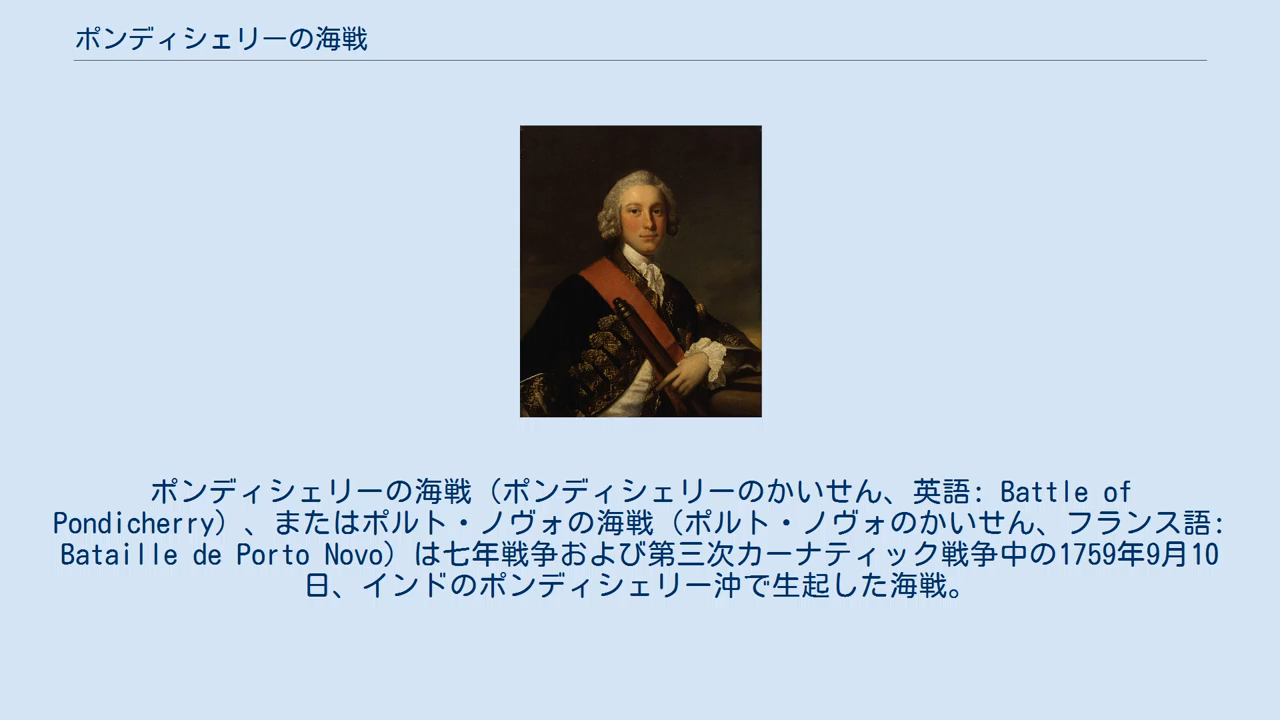 ポンディシェリーの海戦
ポンディシェリーの海戦（ポンディシェリーのかいせん、英語: Battle of
Pondicherry）、またはポルト・ノヴォの海戦（ポルト・ノヴォのかいせん、フランス語:
Bataille de Porto Novo）は七年戦争および第三次カーナティック戦争中の1759年9月10
日、インドのポンディシェリー沖で生起した海戦。